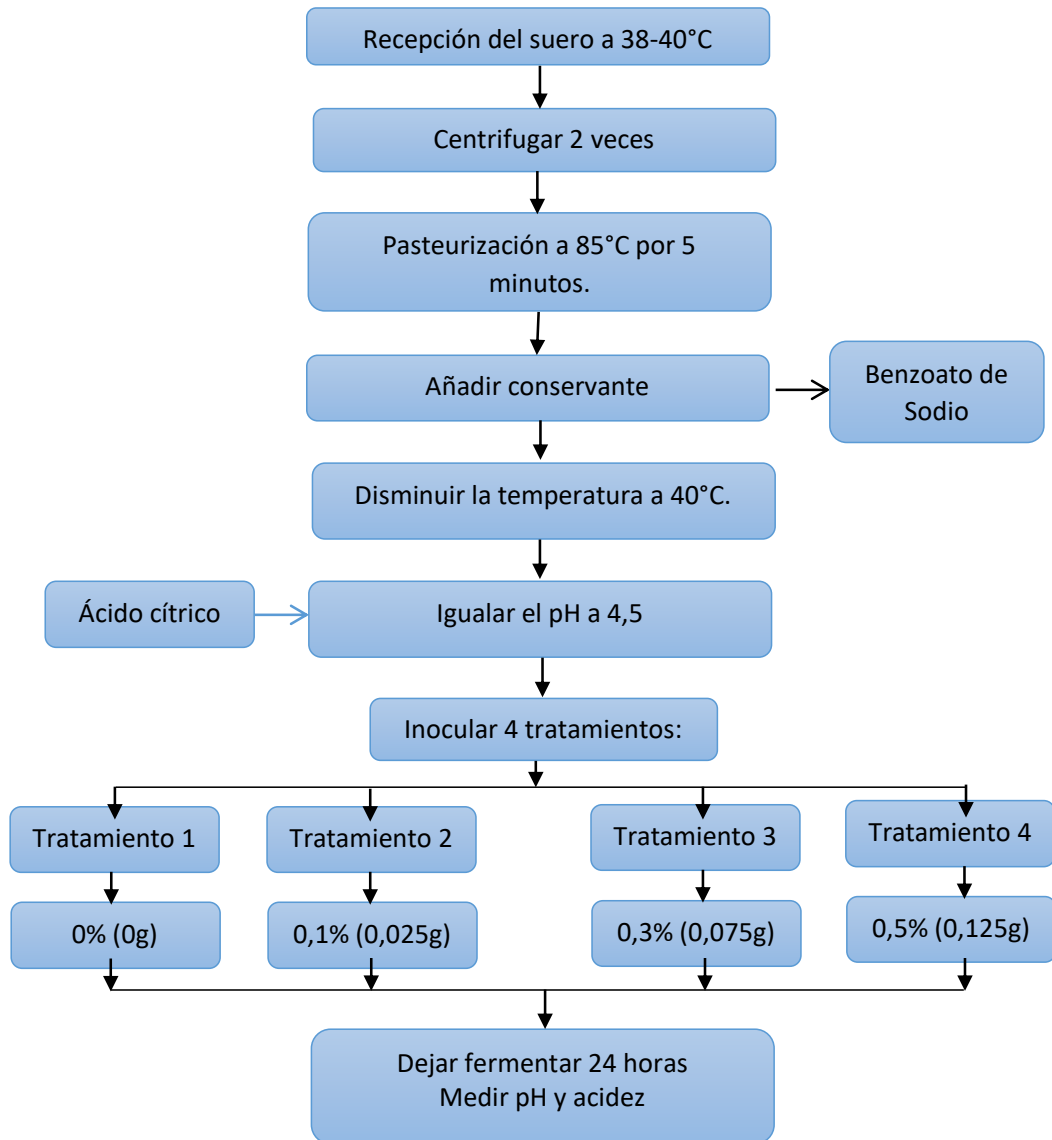 Recepción del suero a 38-40°C
Centrifugar 2 veces
Pasteurización a 85°C por 5
minutos.
Añadir conservante
Benzoato de
Sodio
Disminuir la temperatura a 40°C.
Ácido cítrico
Igualar el pH a 4,5
Inocular 4 tratamientos:
Tratamiento 1
Tratamiento 2
Tratamiento 3
Tratamiento 4
0% (0g)
0,1% (0,025g)
0,3% (0,075g)
0,5% (0,125g)
Dejar fermentar 24 horas
Medir pH y acidez